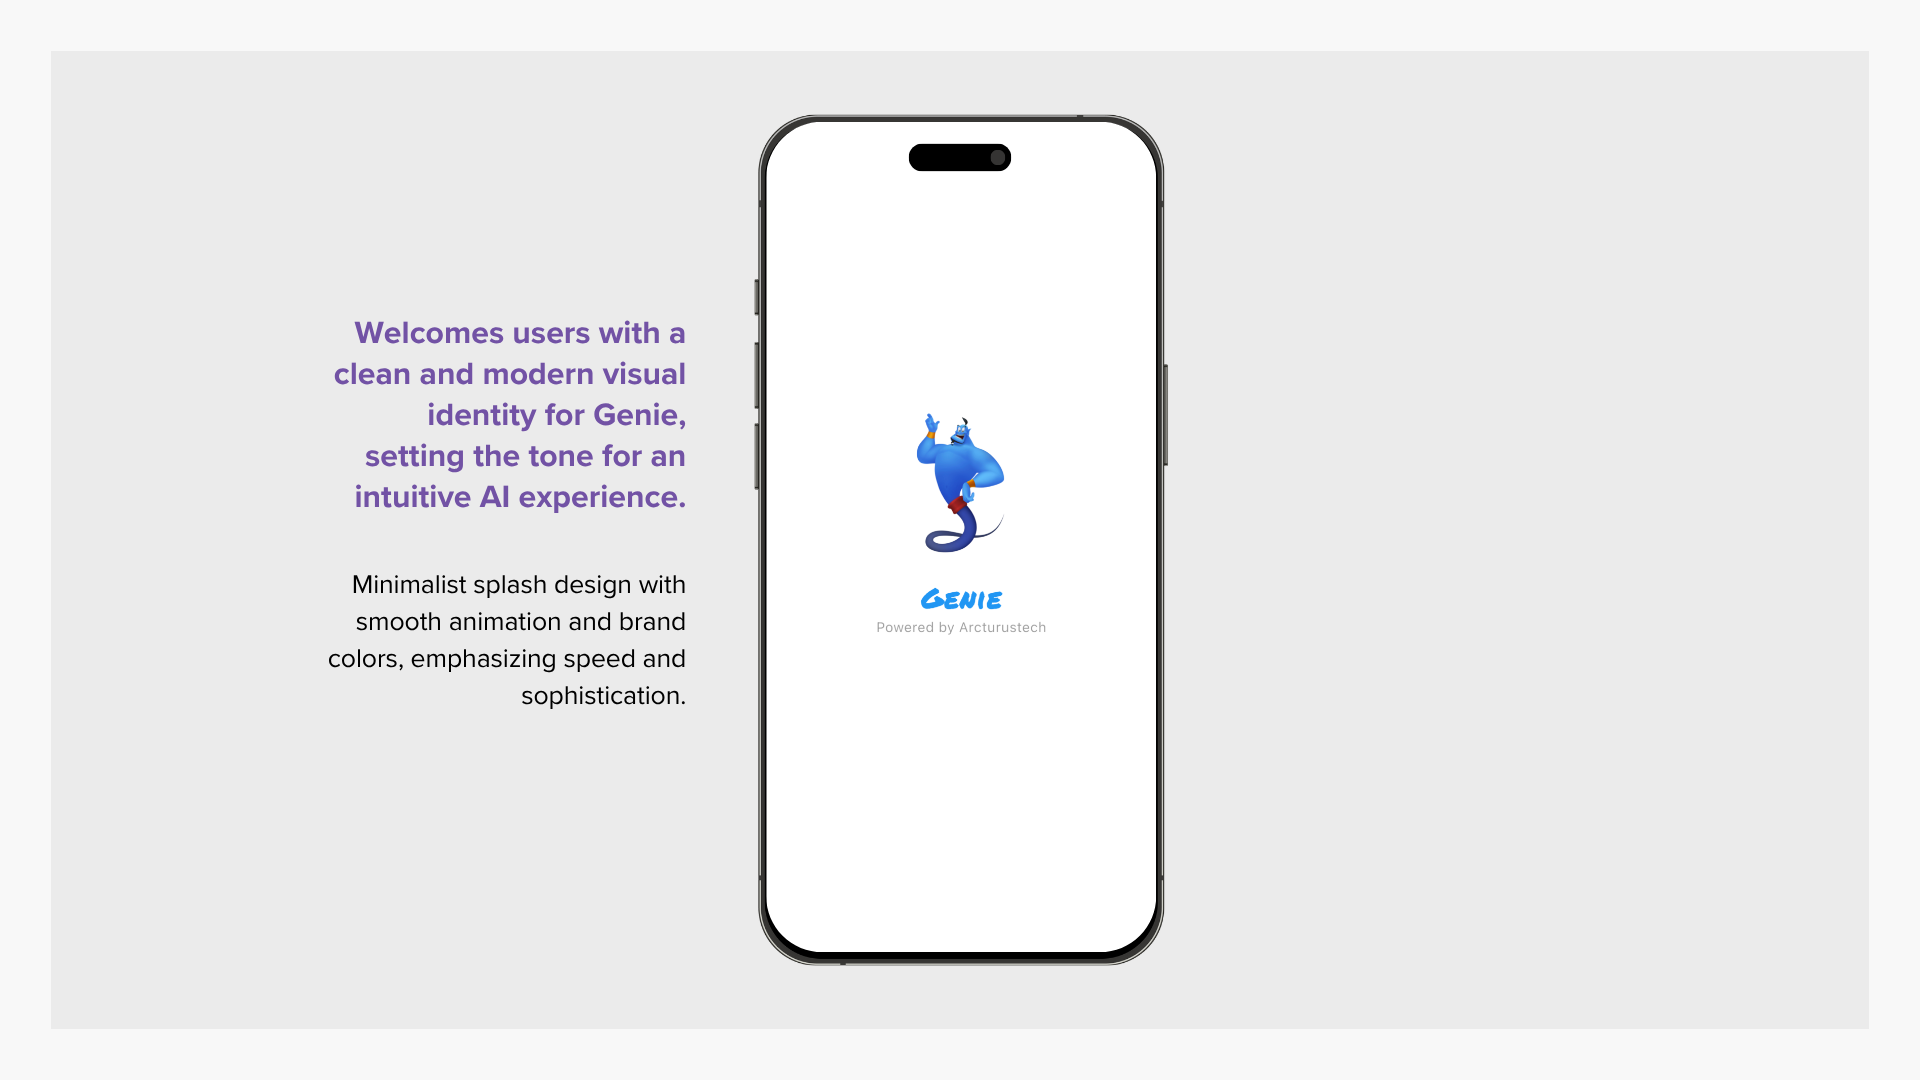 Welcomes users with a
clean and modern visual
identity for Genie,
setting the tone for an
intuitive AI experience.
Minimalist splash design with
smooth animation and brand
colors, emphasizing speed and
sophistication.
Genie
Powered by Arcturustech